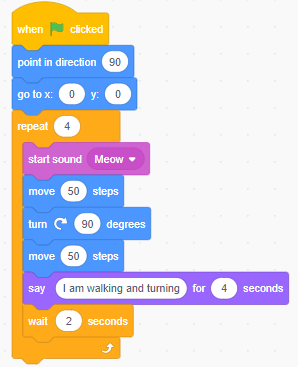 when clicked
point in direction 90
go to x: 0 y: 0
repeat 4
start sound Meow
move 50 steps
turn 90 degrees
move 50 steps
say I am walking and turning for 4 seconds
wait 2 seconds